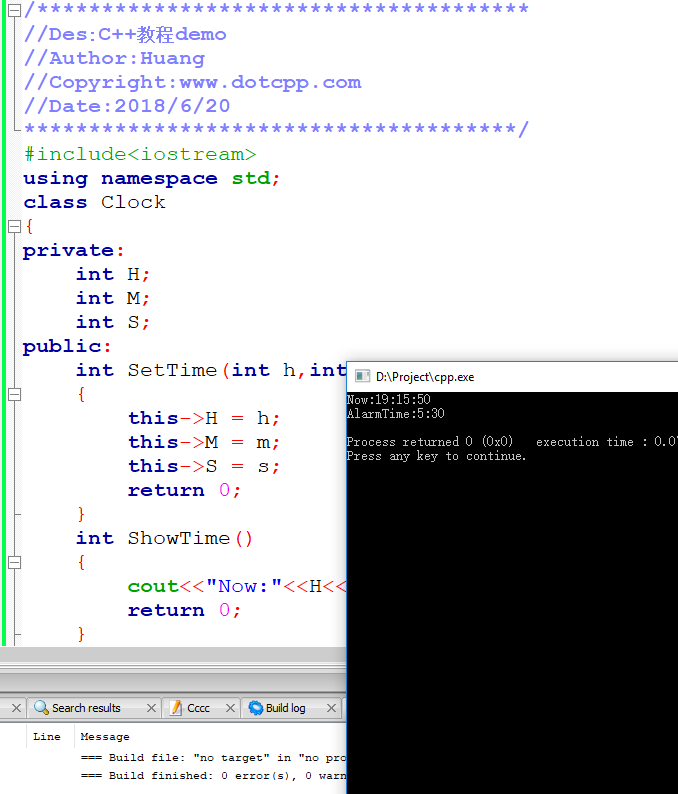 /**************************************
//Des:C++教程demo
//Author:Huang
//Copyright:www.dotcpp.com
//Date:2018/6/20
**************************************/
#include<iostream>
using namespace std;
class Clock
{
private:
    int H;
    int M;
    int S;
public:
    int SetTime(int h,int
    {
        this->H = h;
        this->M = m;
        this->S = s;
        return 0;
    }
    int ShowTime()
    {
        cout<<"Now:"<<H<<
        return 0;
    }
D:\Project\cpp.exe
Now:19:15:50
AlarmTime:5:30
Process returned 0 (0x0)   execution time : 0.0
Press any key to continue.
Search results
Cccc
Build log
Line Message
=== Build file: "no target" in "no pro
=== Build finished: 0 error(s), 0 warn